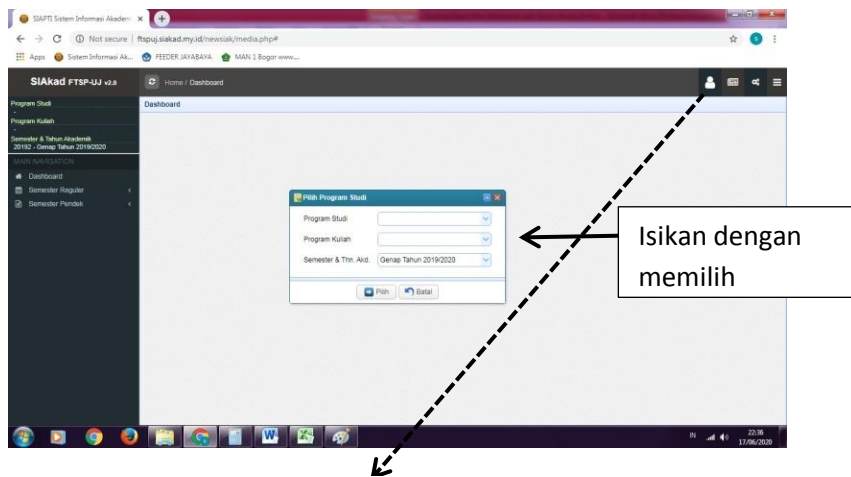 SIAPTI Sistem Informasi Akadem
Not secure | ftspuj.siakad.my.id/newsiak/media.php#
Apps Sistem Informasi Ak... FEEDER JAYABAYA MAN 1 Bogor www....
SIAkad FTSP-UJ v2.0 Home / Dashboard
Program Studi
-
Program Kuliah
-
Semester & Tahun Akademik
20192 - Genap Tahun 2019/2020
MAIN NAVIGATION
Dashboard
Semester Reguler
Semester Pendek
Dashboard
Pilih Program Studi
Program Studi
Program Kuliah
Semester & Thn. Akd. Genap Tahun 2019/2020
Pilih Batal
Isikan dengan
memilih
IN 22:36
17/06/2020